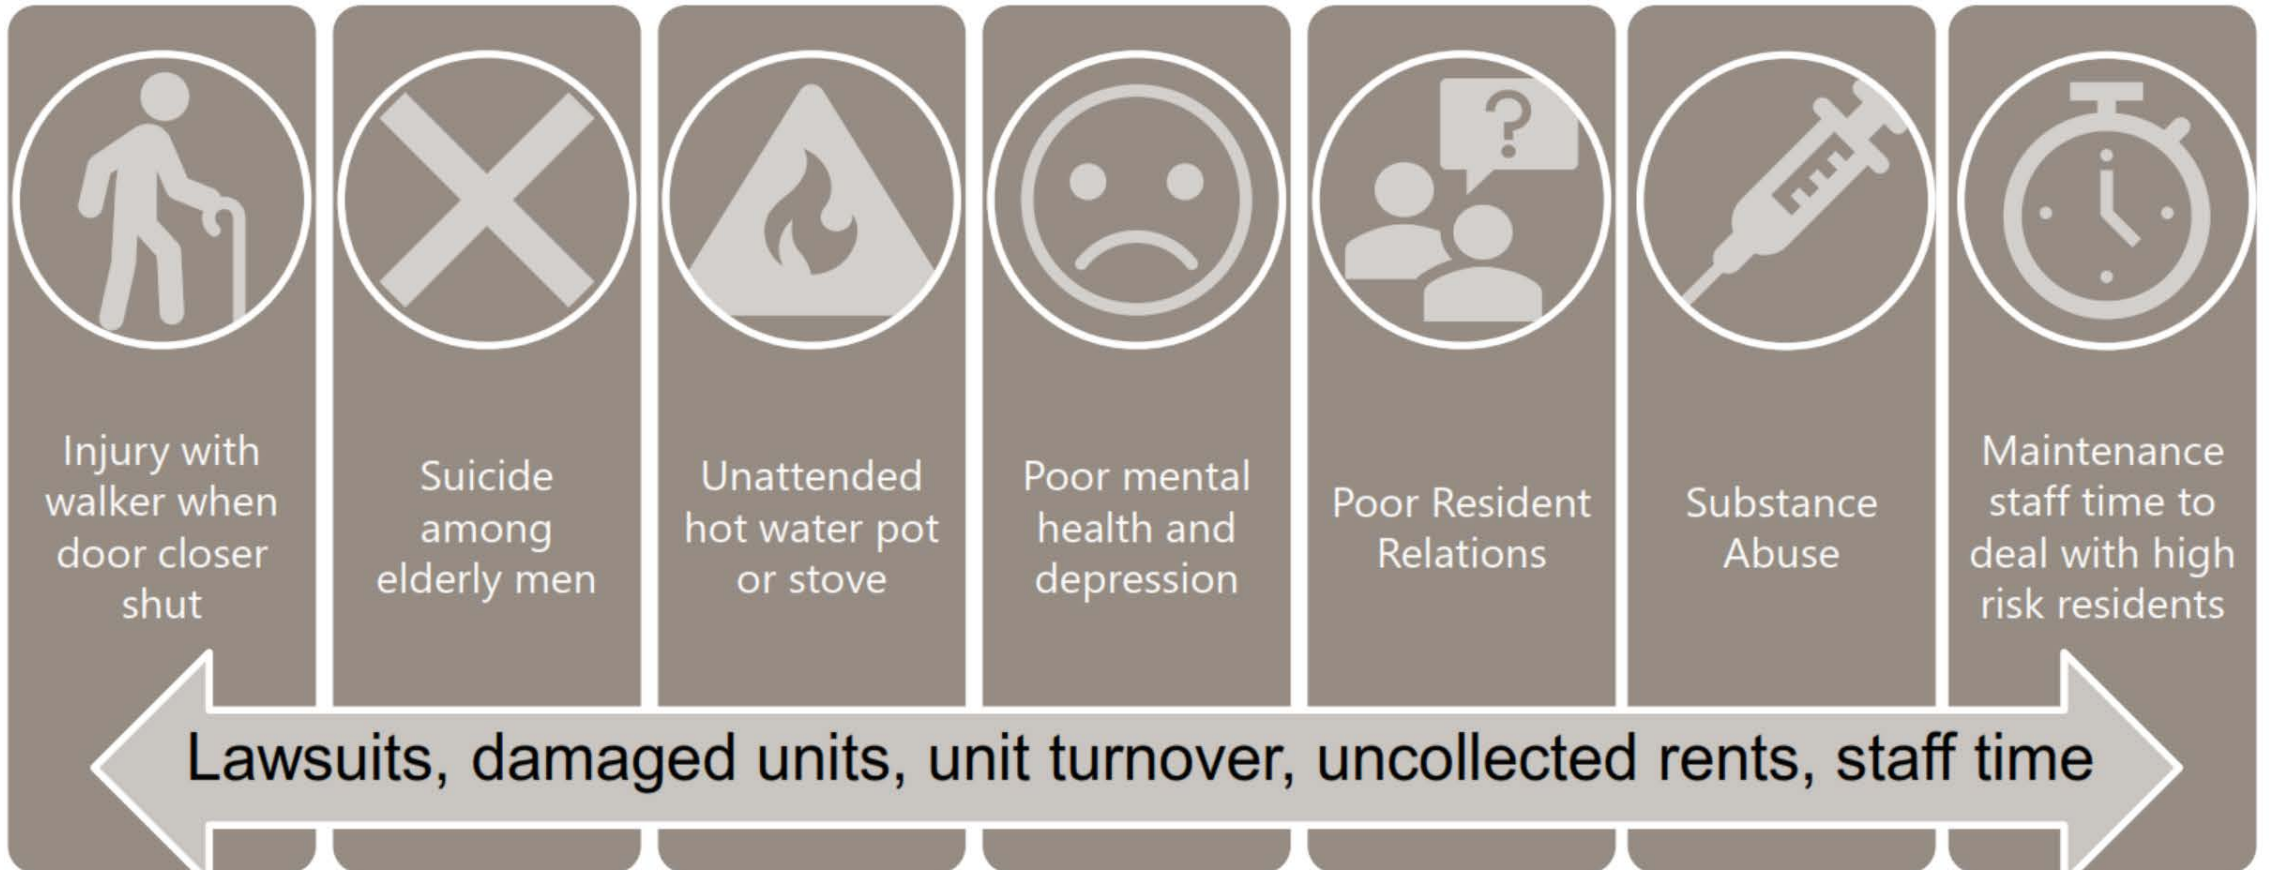 ?
Injury with
walker when
door closer
shut
Suicide
among
elderly men
Unattended
hot water pot
or stove
Poor mental
health and
depression
Poor Resident
Relations
Substance
Abuse
Maintenance
staff time to
deal with high
risk residents
Lawsuits, damaged units, unit turnover, uncollected rents, staff time